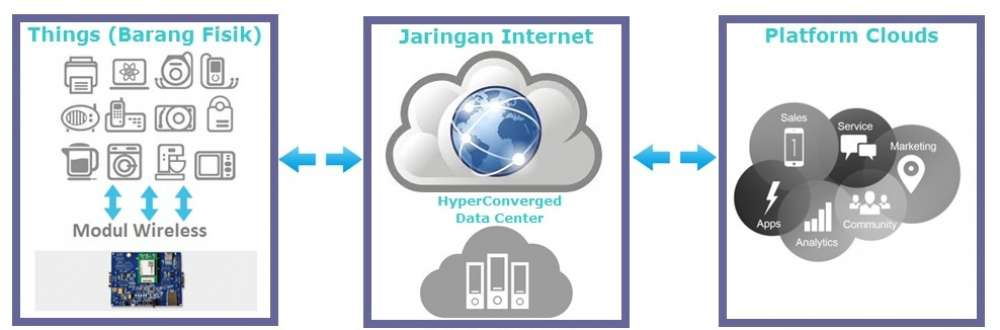 Things (Barang Fisik)
Modul Wireless
Jaringan Internet
HyperConverged
Data Center
Platform Clouds
Sales
Service
Marketing
Apps
Analytics
Community